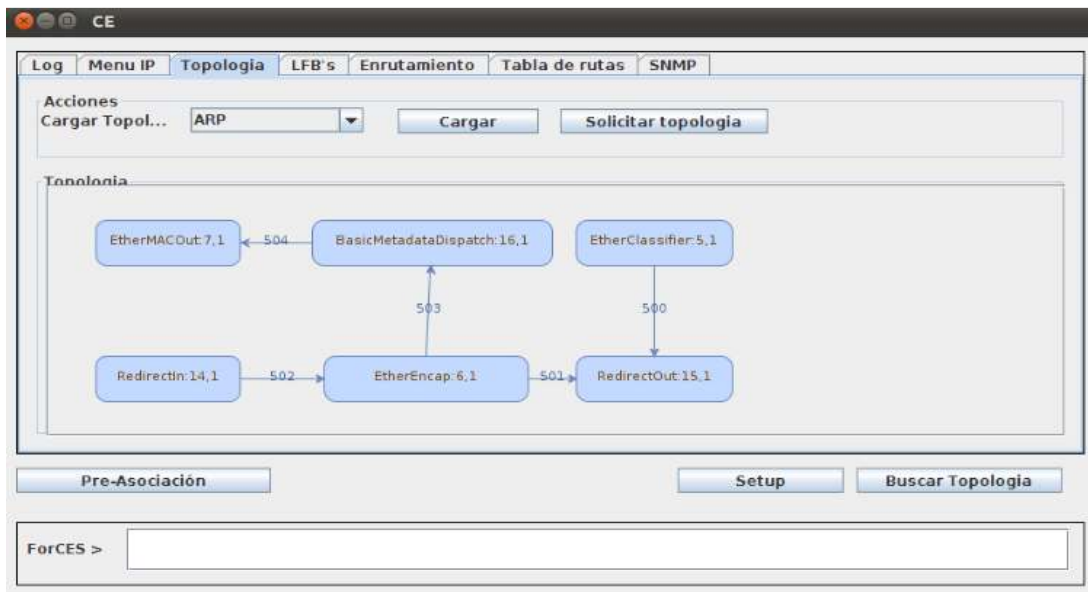 CE
Log Menu IP Topologia LFB's Enrutamiento Tabla de rutas SNMP
Acciones
Cargar Topol... ARP Cargar Solicitar topologia
Topologia
EtherMACOut:7,1 504 BasicMetadataDispatch:16,1 EtherClassifier:5,1
503 500
RedirectIn:14,1 502 EtherEncap:6,1 501 RedirectOut:15,1
Pre-Asociación Setup Buscar Topologia
ForCES >